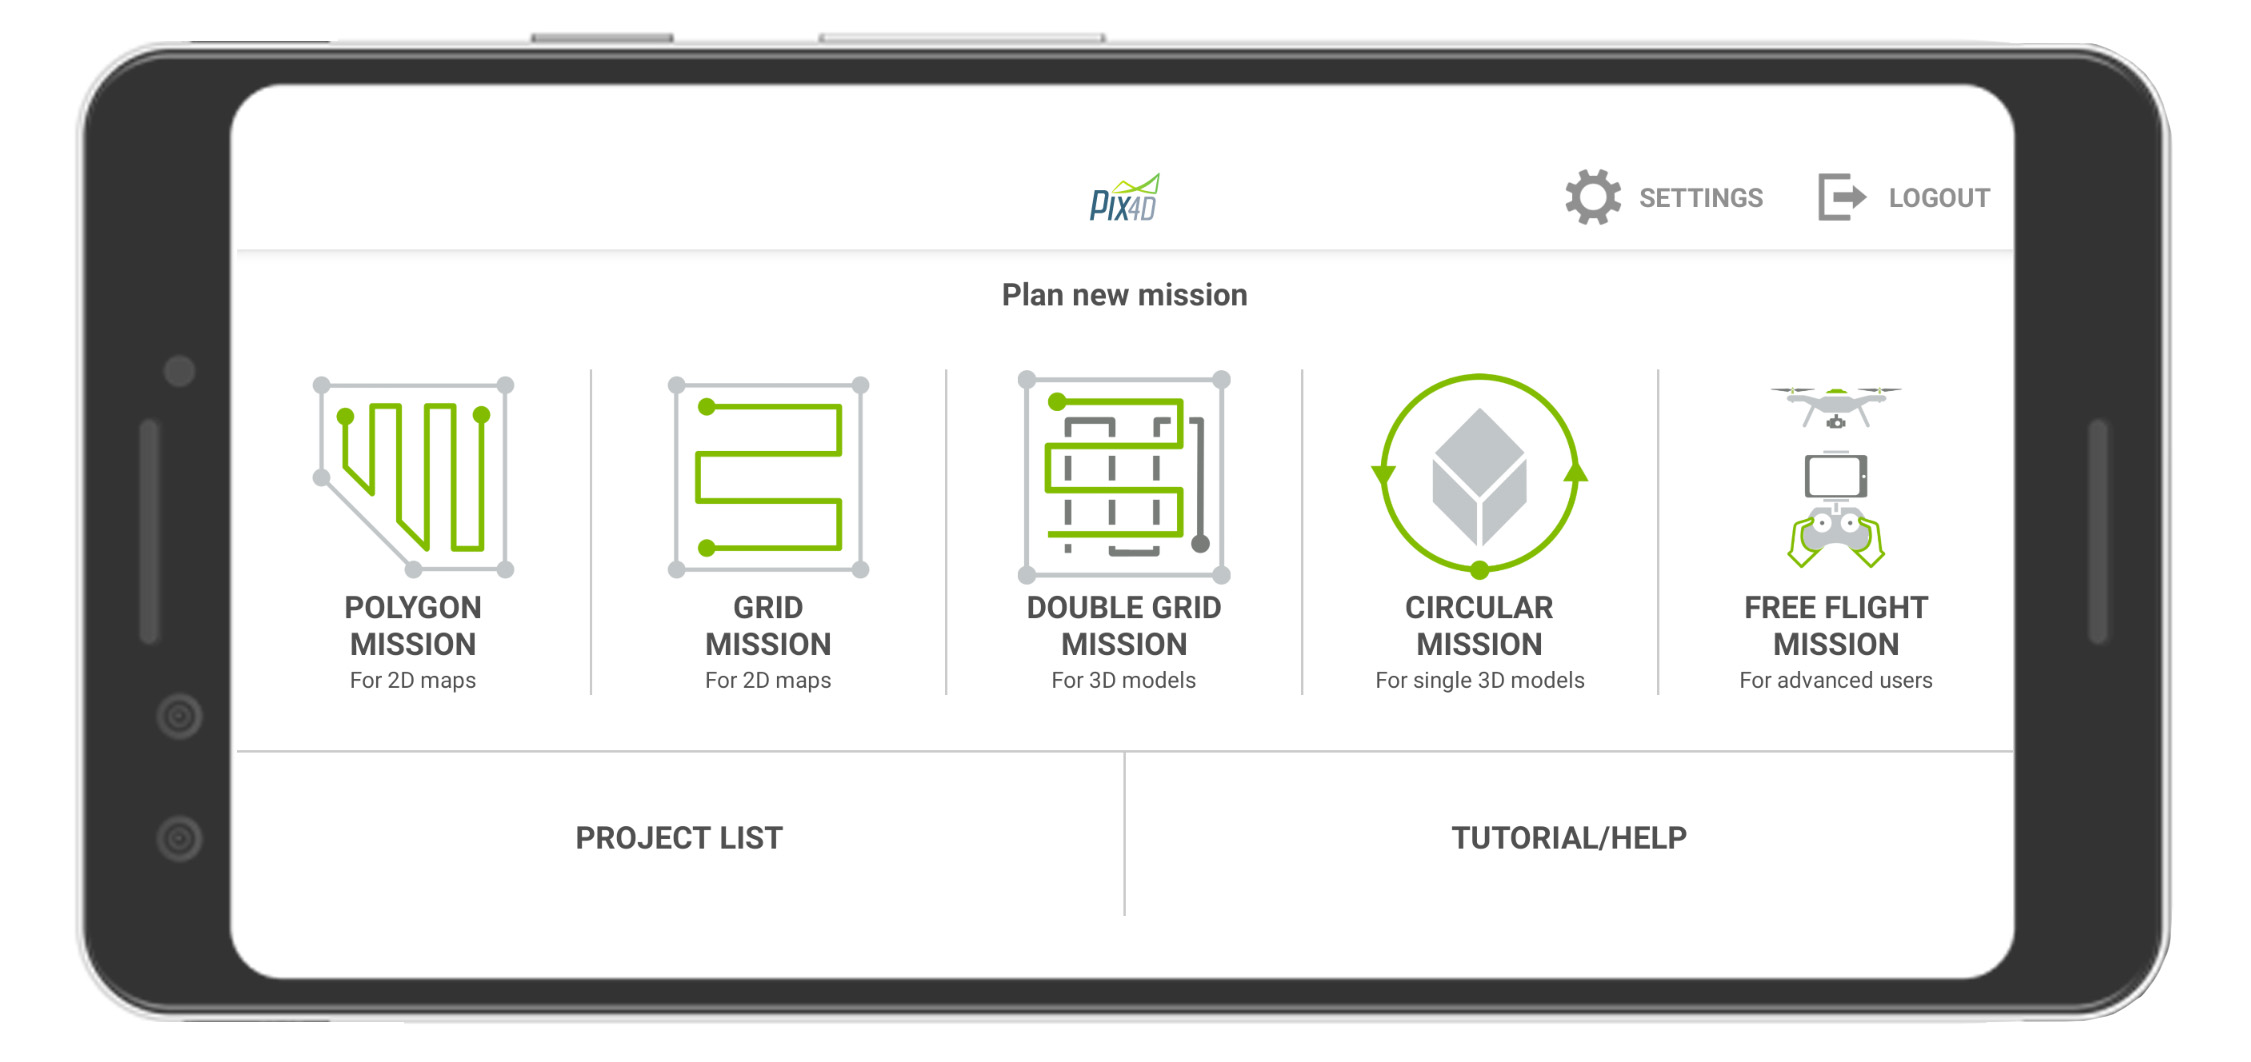 PIX4D
SETTINGS
LOGOUT
Plan new mission
POLYGON
MISSION
For 2D maps
GRID
MISSION
For 2D maps
DOUBLE GRID
MISSION
For 3D models
CIRCULAR
MISSION
For single 3D models
FREE FLIGHT
MISSION
For advanced users
PROJECT LIST
TUTORIAL/HELP